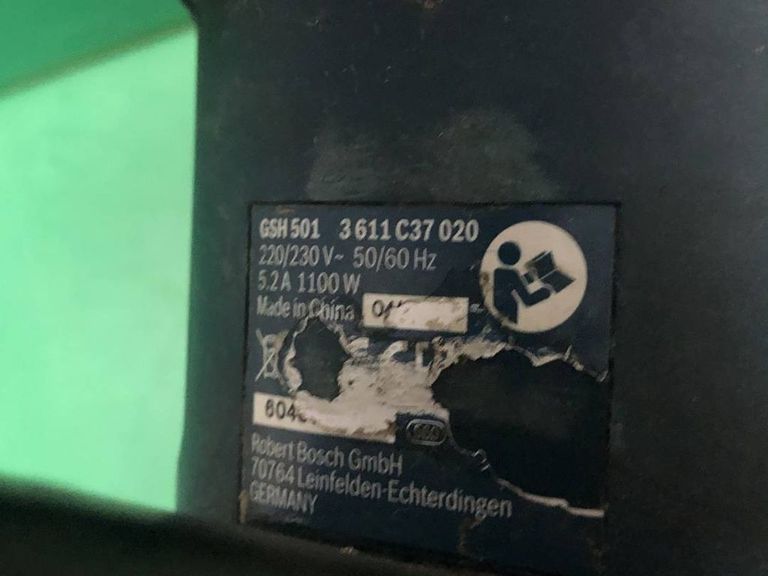 GSH 501 3 611 C37 020
220/230 V~ 50/60 Hz
5.2 A 1100 W
Made in China
Robert Bosch GmbH
70764 Leinfelden-Echterdingen
GERMANY